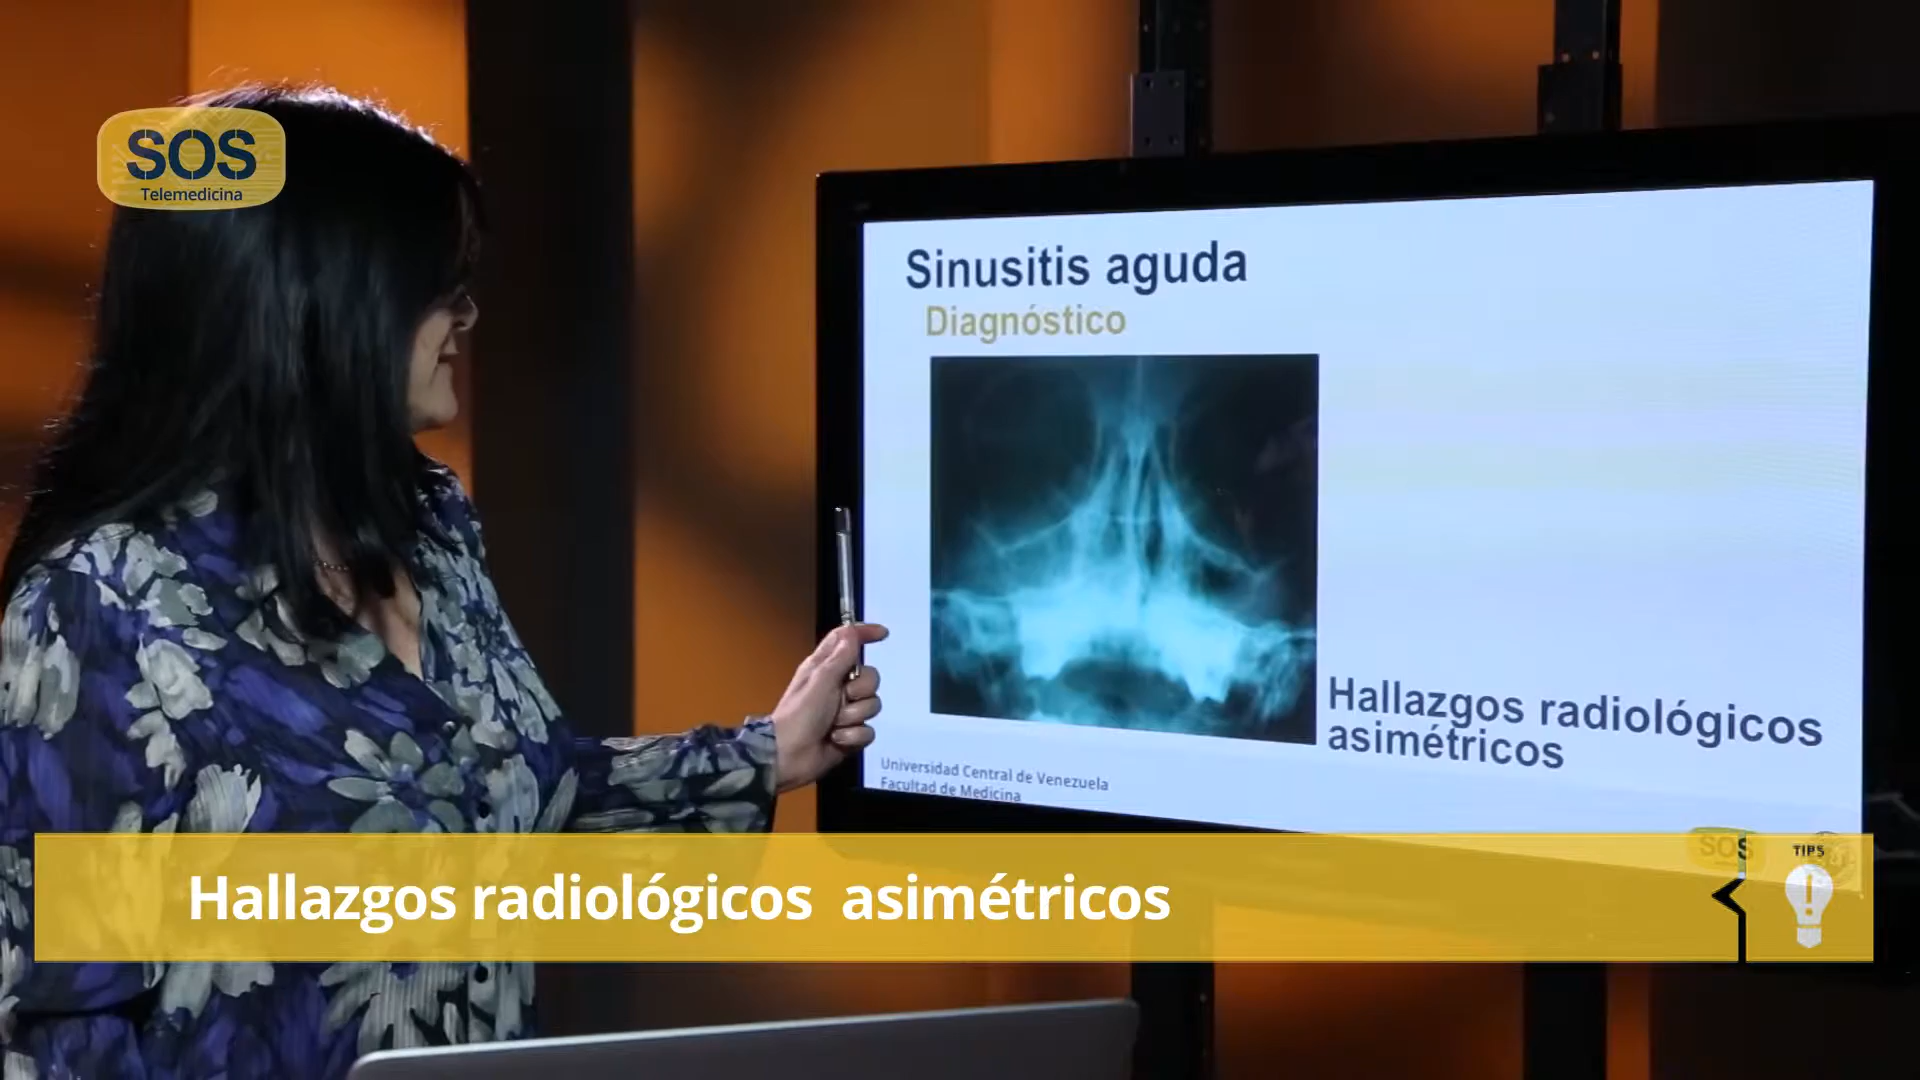 SOS
Telemedicina
Sinusitis aguda
Diagnóstico
Hallazgos radiológicos
asimétricos
Universidad Central de Venezuela
Facultad de Medicina
SOS
TIPS
Hallazgos radiológicos asimétricos